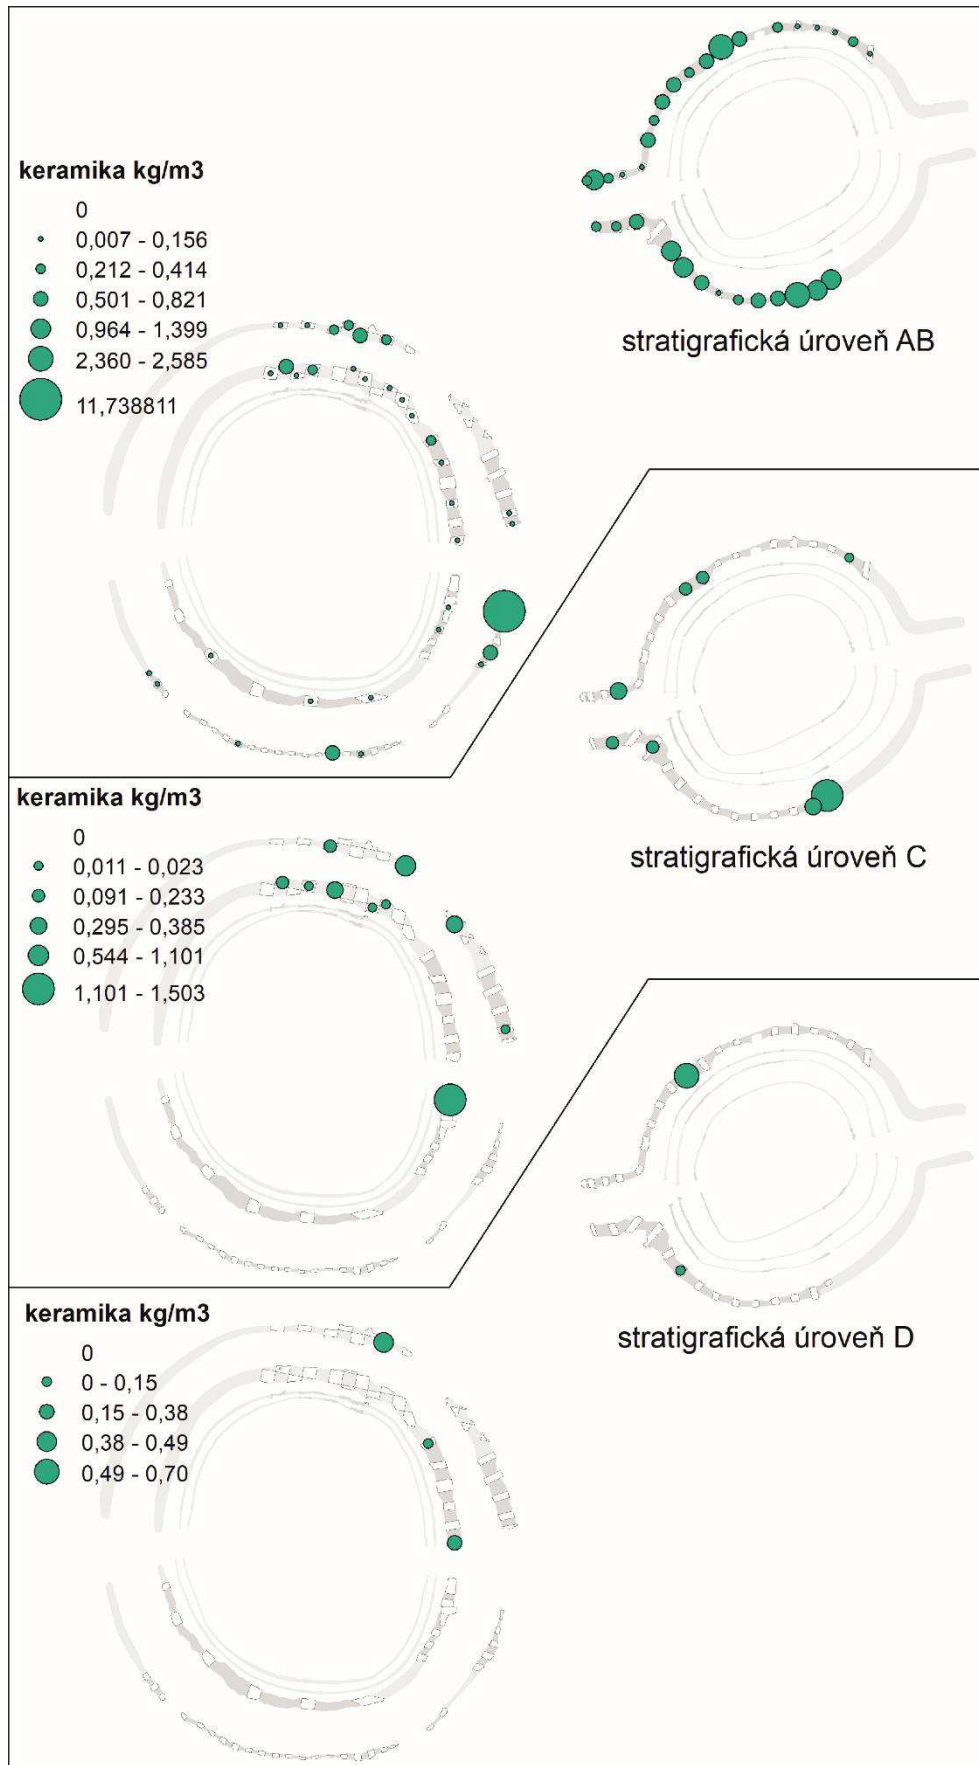 keramika kg/m3
0
0,007 - 0,156
0,212 - 0,414
0,501 - 0,821
0,964 - 1,399
2,360 - 2,585
11,738811
stratigrafická úroveň AB
keramika kg/m3
0
0,011 - 0,023
0,091 - 0,233
0,295 - 0,385
0,544 - 1,101
1,101 - 1,503
stratigrafická úroveň C
keramika kg/m3
0
0 - 0,15
0,15 - 0,38
0,38 - 0,49
0,49 - 0,70
stratigrafická úroveň D